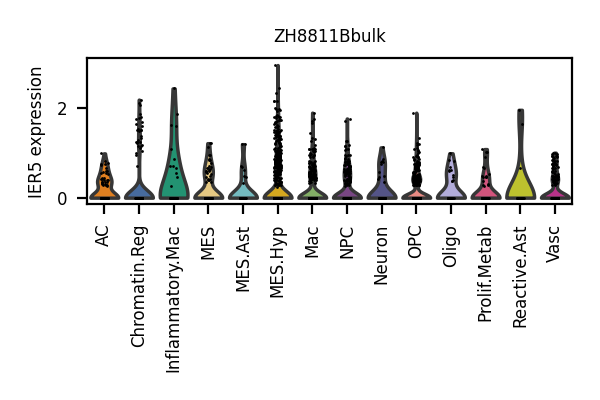 ZH8811Bbulk
IER5 expression
2
0
AC
Chromatin.Reg
Inflammatory.Mac
MES
MES.Ast
MES.Hyp
Mac
NPC
Neuron
OPC
Oligo
Prolif.Metab
Reactive.Ast
Vasc